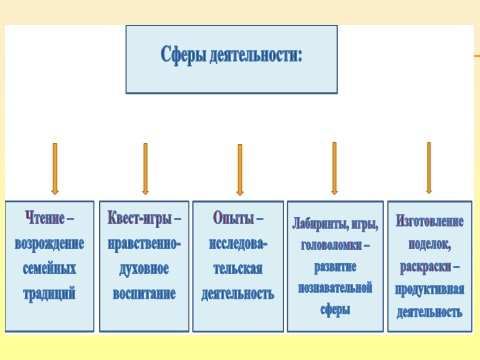 Сферы деятельности:
Чтение –
возрождение
семейных
традиций
Квест-игры –
нравственно-
духовное
воспитание
Опыты –
исследова-
тельская
деятельность
Лабиринты, игры,
головоломки –
развитие
познавательной
сферы
Изготовление
поделок,
раскраски –
продуктивная
деятельность